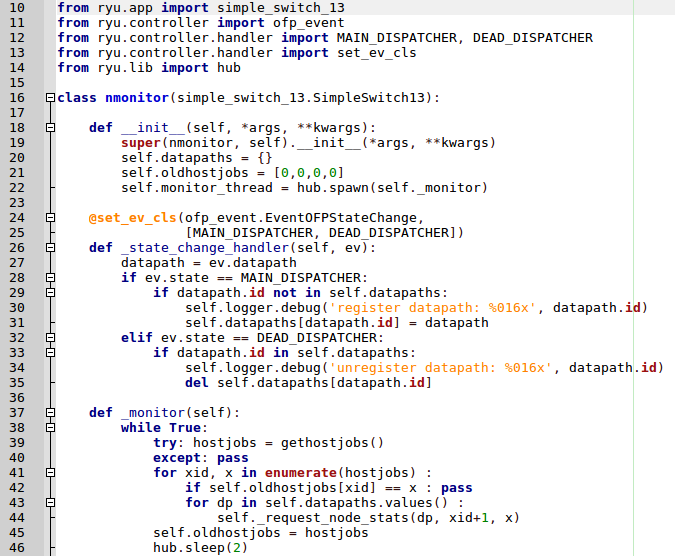 10 from ryu.app import simple_switch_13
11 from ryu.controller import ofp_event
12 from ryu.controller.handler import MAIN_DISPATCHER, DEAD_DISPATCHER
13 from ryu.controller.handler import set_ev_cls
14 from ryu.lib import hub
15
16 class nmonitor(simple_switch_13.SimpleSwitch13):
17
18     def __init__(self, *args, **kwargs):
19         super(nmonitor, self).__init__(*args, **kwargs)
20         self.datapaths = {}
21         self.oldhostjobs = [0,0,0,0]
22         self.monitor_thread = hub.spawn(self._monitor)
23
24     @set_ev_cls(ofp_event.EventOFPStateChange,
25                 [MAIN_DISPATCHER, DEAD_DISPATCHER])
26     def _state_change_handler(self, ev):
27         datapath = ev.datapath
28         if ev.state == MAIN_DISPATCHER:
29             if datapath.id not in self.datapaths:
30                 self.logger.debug('register datapath: %016x', datapath.id)
31                 self.datapaths[datapath.id] = datapath
32         elif ev.state == DEAD_DISPATCHER:
33             if datapath.id in self.datapaths:
34                 self.logger.debug('unregister datapath: %016x', datapath.id)
35                 del self.datapaths[datapath.id]
36
37     def _monitor(self):
38         while True:
39             try: hostjobs = gethostjobs()
40             except: pass
41             for xid, x in enumerate(hostjobs) :
42                 if self.oldhostjobs[xid] == x : pass
43                 for dp in self.datapaths.values() :
44                     self._request_node_stats(dp, xid+1, x)
45             self.oldhostjobs = hostjobs
46             hub.sleep(2)